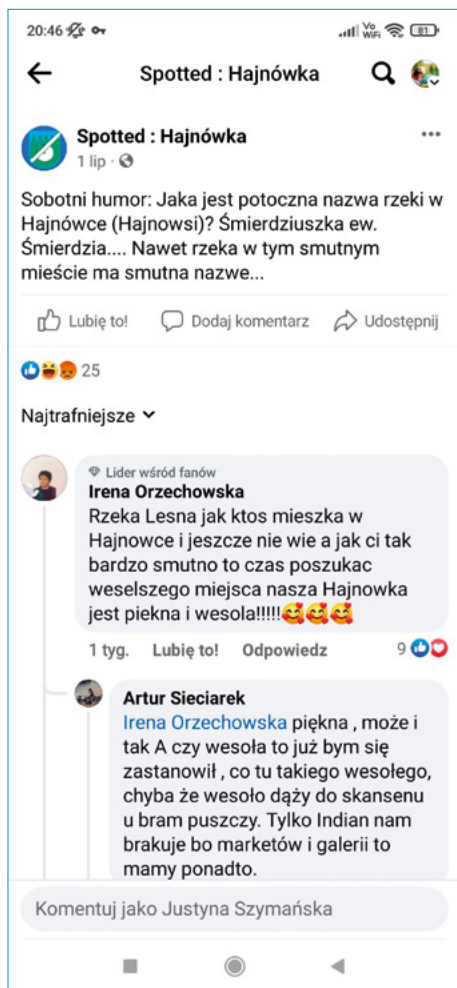 20:46
Vo WiFi 81
Spotted : Hajnówka
Spotted : Hajnówka
1 lip ·
Sobotni humor: Jaka jest potoczna nazwa rzeki w
Hajnówce (Hajnowsi)? Śmierdziuszka ew.
Śmierdzia.... Nawet rzeka w tym smutnym
mieście ma smutna nazwe...
Lubię to! Dodaj komentarz Udostępnij
25
Najtrafniejsze
Lider wśród fanów
Irena Orzechowska
Rzeka Lesna jak ktos mieszka w
Hajnowce i jeszcze nie wie a jak ci tak
bardzo smutno to czas poszukac
weselszego miejsca nasza Hajnowka
jest piekna i wesola!!!!!🥰🥰🥰
1 tyg. Lubię to! Odpowiedz 9
Artur Sieciarek
Irena Orzechowska piękna , może i
tak A czy wesoła to już bym się
zastanowił , co tu takiego wesołego,
chyba że wesoło dąży do skansenu
u bram puszczy. Tylko Indian nam
brakuje bo marketów i galerii to
mamy ponadto.
Komentuj jako Justyna Szymańska